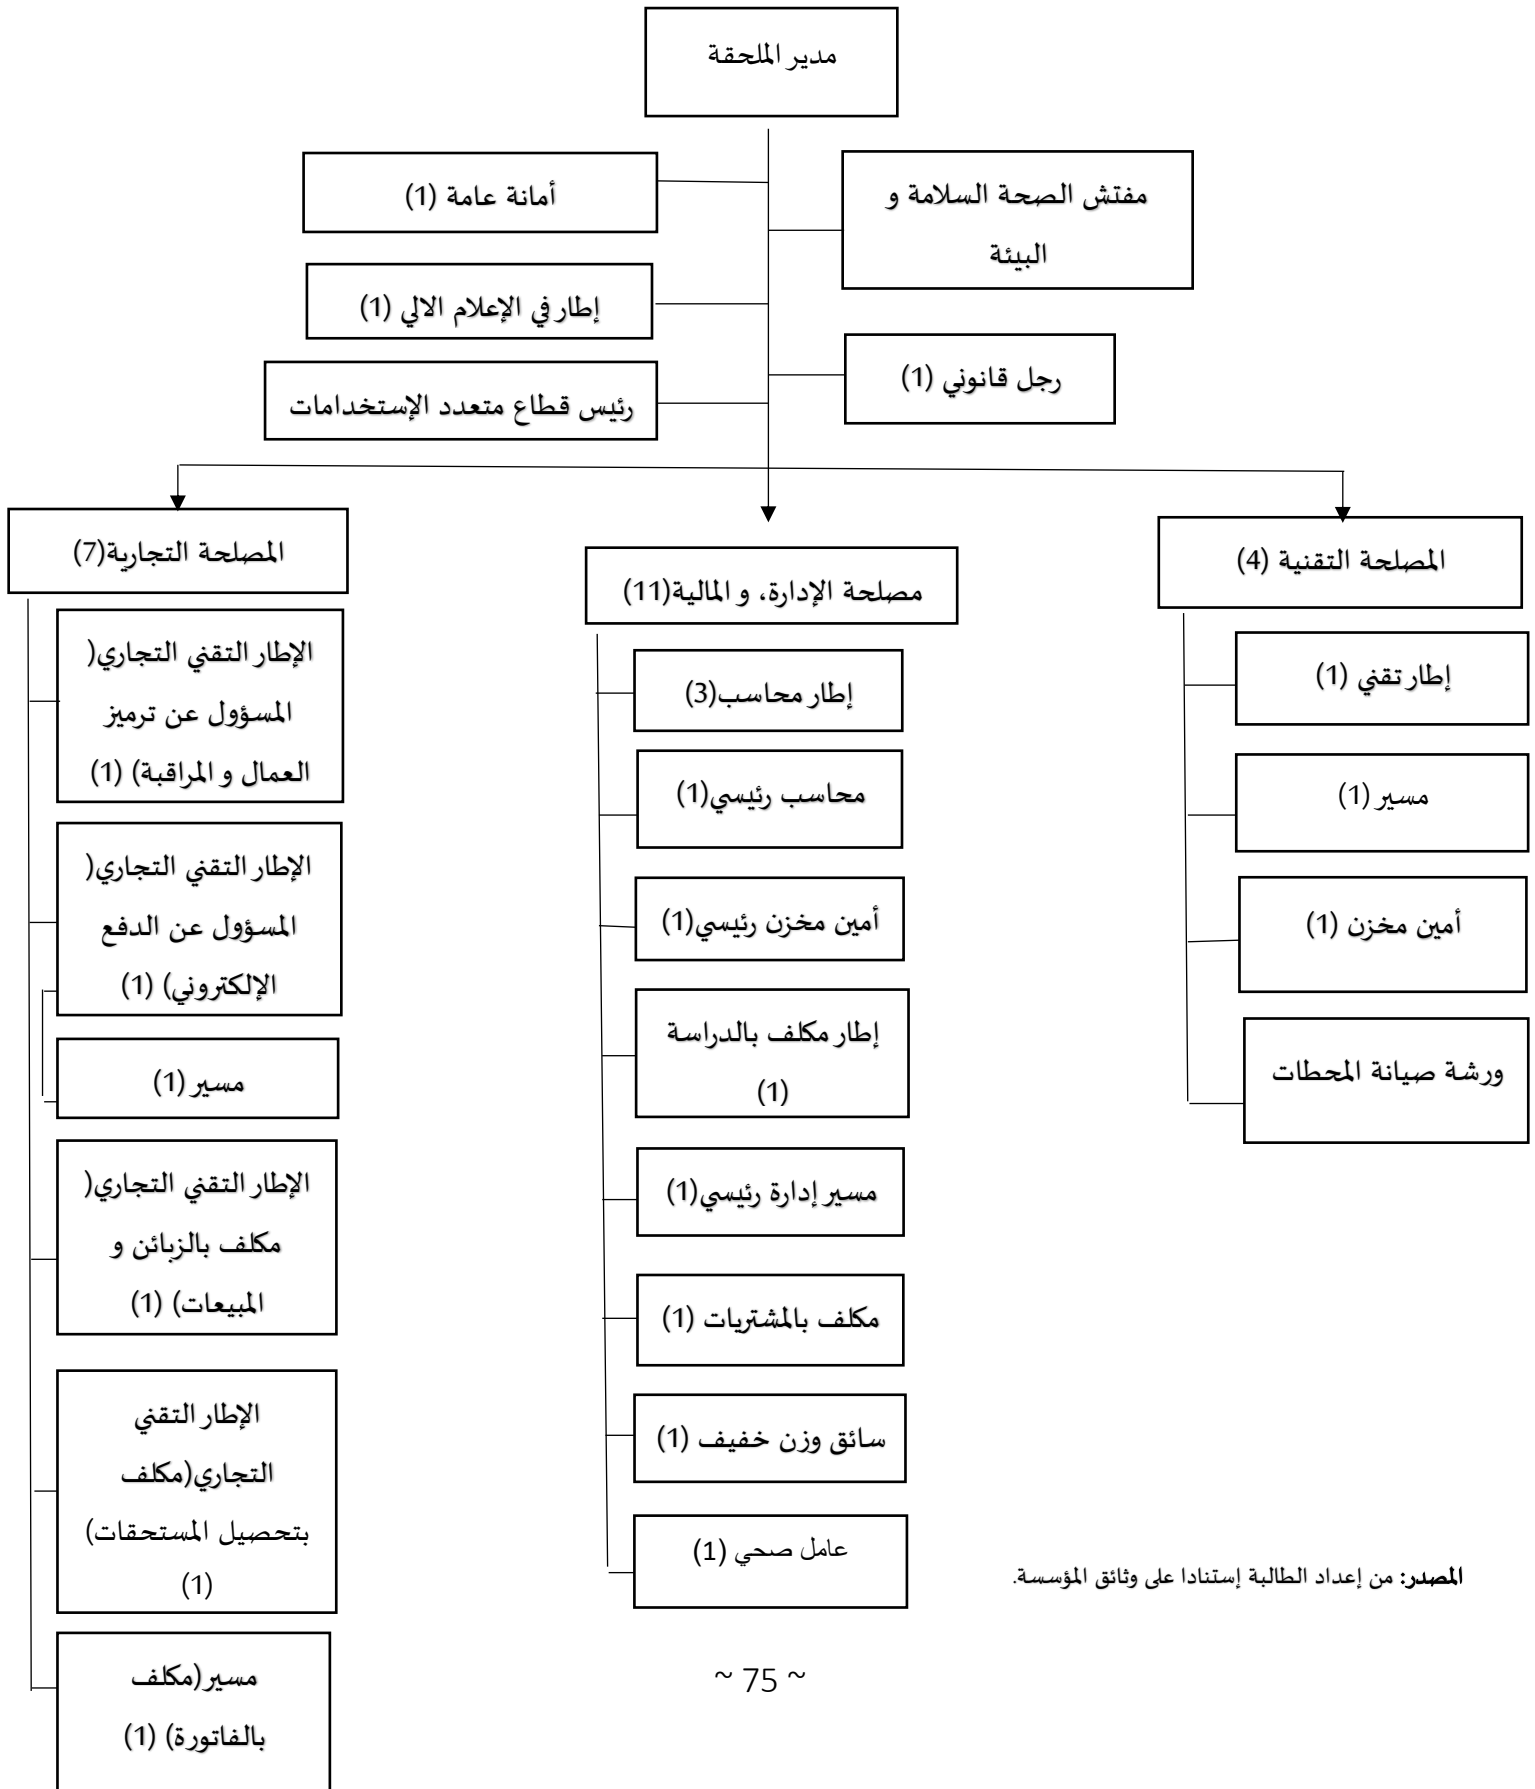 مدير الملحقة
مفتش الصحة السلامة و
البيئة
أمانة عامة (1)
إطار في الإعلام الالي (1)
رجل قانوني (1)
رئيس قطاع متعدد الإستخدامات
المصلحة التقنية (4)
إطار تقني (1)
مسير (1)
أمين مخزن (1)
ورشة صيانة المحطات
مصلحة الإدارة، و المالية(11)
إطار محاسب(3)
محاسب رئيسي(1)
أمين مخزن رئيسي(1)
إطار مكلف بالدراسة
(1)
مسير إدارة رئيسي(1)
مكلف بالمشتريات (1)
سائق وزن خفيف (1)
عامل صحي (1)
المصلحة التجارية(7)
الإطار التقني التجاري(
المسؤول عن ترميز
العمال و المراقبة) (1)
الإطار التقني التجاري(
المسؤول عن الدفع
الإلكتروني) (1)
مسير (1)
الإطار التقني التجاري(
مكلف بالزبائن و
المبيعات) (1)
الإطار التقني
التجاري(مكلف
بتحصيل المستحقات)
(1)
مسير(مكلف
بالفاتورة) (1)
المصدر: من إعداد الطالبة إستنادا على وثائق المؤسسة.
~ 75 ~